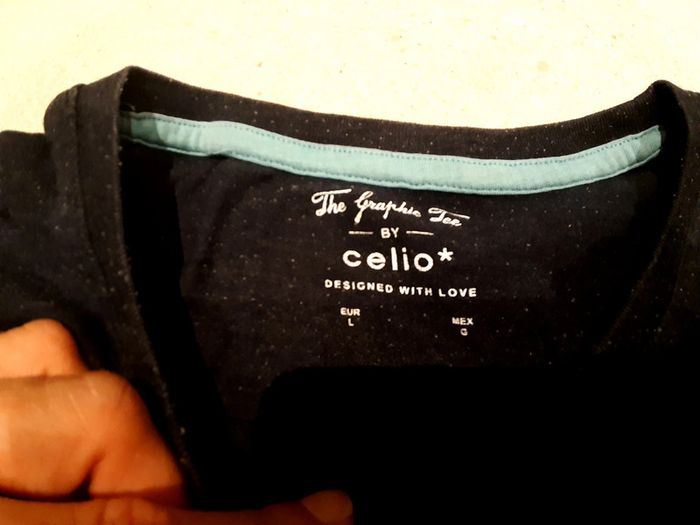 The Graphic Tee
BY
celio*
DESIGNED WITH LOVE
EUR MEX
L G